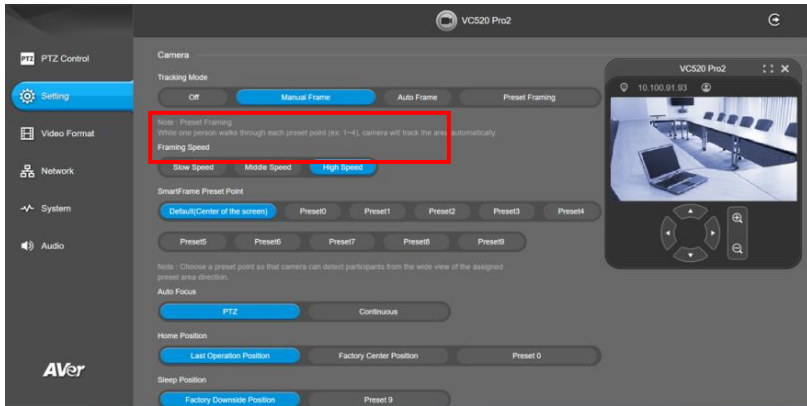 VC520 Pro2
PTZ PTZ Control
Setting
Video Format
Network
System
Audio
AVer
Camera
Tracking Mode
Off Manual Frame Auto Frame Preset Framing
Note : Preset Framing
While one person walks through each preset point (ex. 1~4), camera will track the area automatically.
Framing Speed
Slow Speed Middle Speed High Speed
SmartFrame Preset Point
Default(Center of the screen) Preset0 Preset1 Preset2 Preset3 Preset4
Preset5 Preset6 Preset7 Preset8 Preset9
Note : Choose a preset point so that camera can detect participants from the wide view of the assigned
preset area direction.
Auto Focus
PTZ Continuous
Home Position
Last Operation Position Factory Center Position Preset 0
Sleep Position
Factory Downside Position Preset 9
VC520 Pro2
10.100.91.93